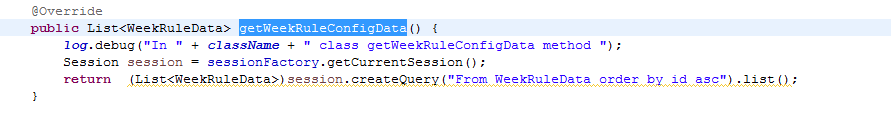 @Override
public List<WeekRuleData> getWeekRuleConfigData() {
log.debug("In " + className + " class getWeekRuleConfigData method ");
Session session = sessionFactory.getCurrentSession();
return  (List<WeekRuleData>)session.createQuery("From WeekRuleData order by id asc").list();
}